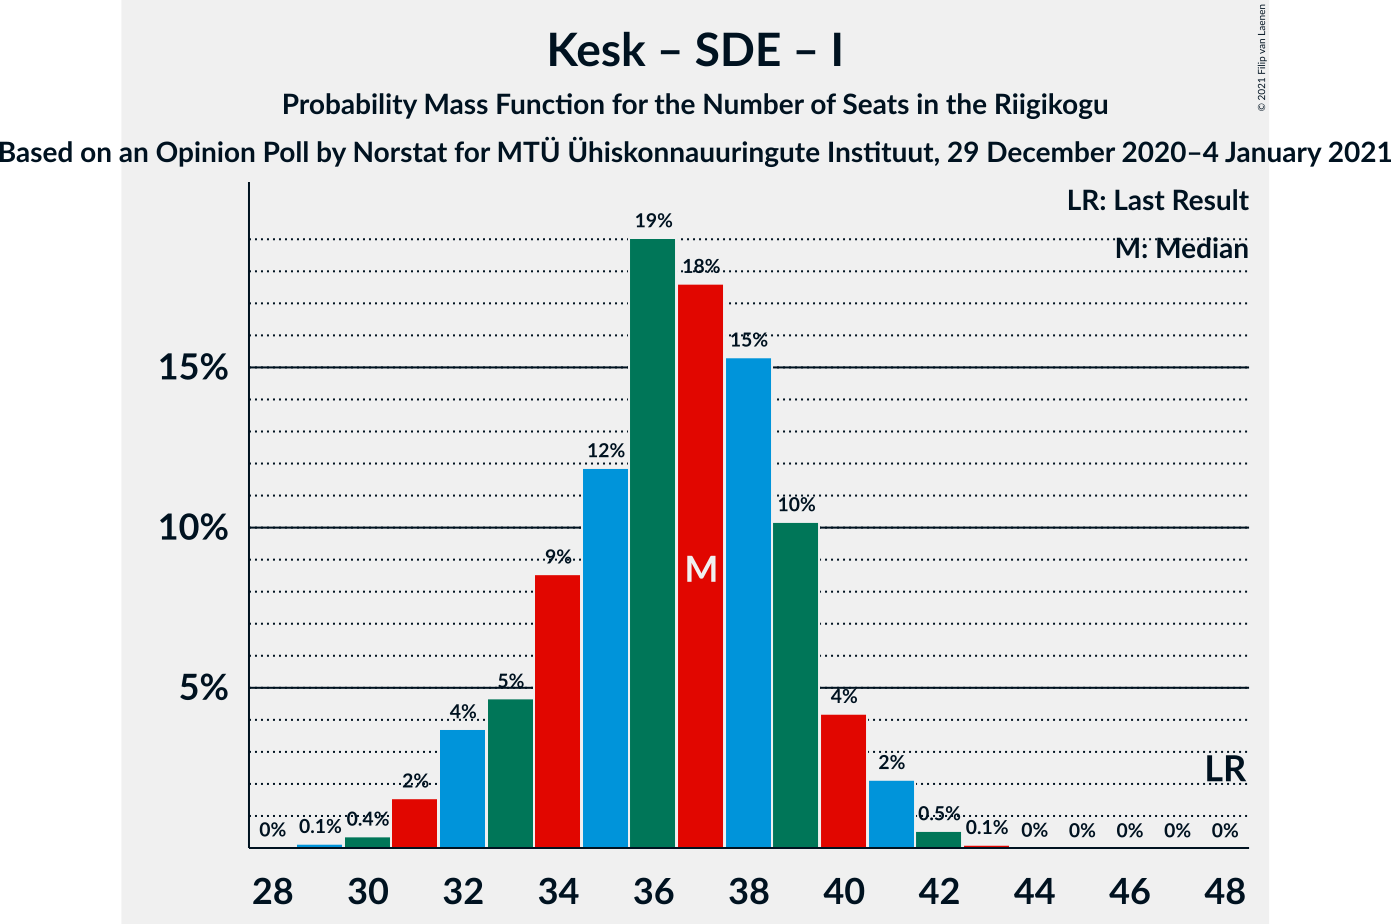 Kesk – SDE – I
Probability Mass Function for the Number of Seats in the Riigikogu
Based on an Opinion Poll by Norstat for MTÜ Ühiskonnauuringute Instituut, 29 December 2020–4 January 2021
© 2021 Filip van Laenen
LR: Last Result
M: Median
15%
10%
5%
0%
0.1%
0.4%
2%
4%
5%
9%
12%
19%
18%
15%
10%
4%
2%
0.5%
0.1%
0%
0%
0%
0%
0%
M
LR
28 30 32 34 36 38 40 42 44 46 48